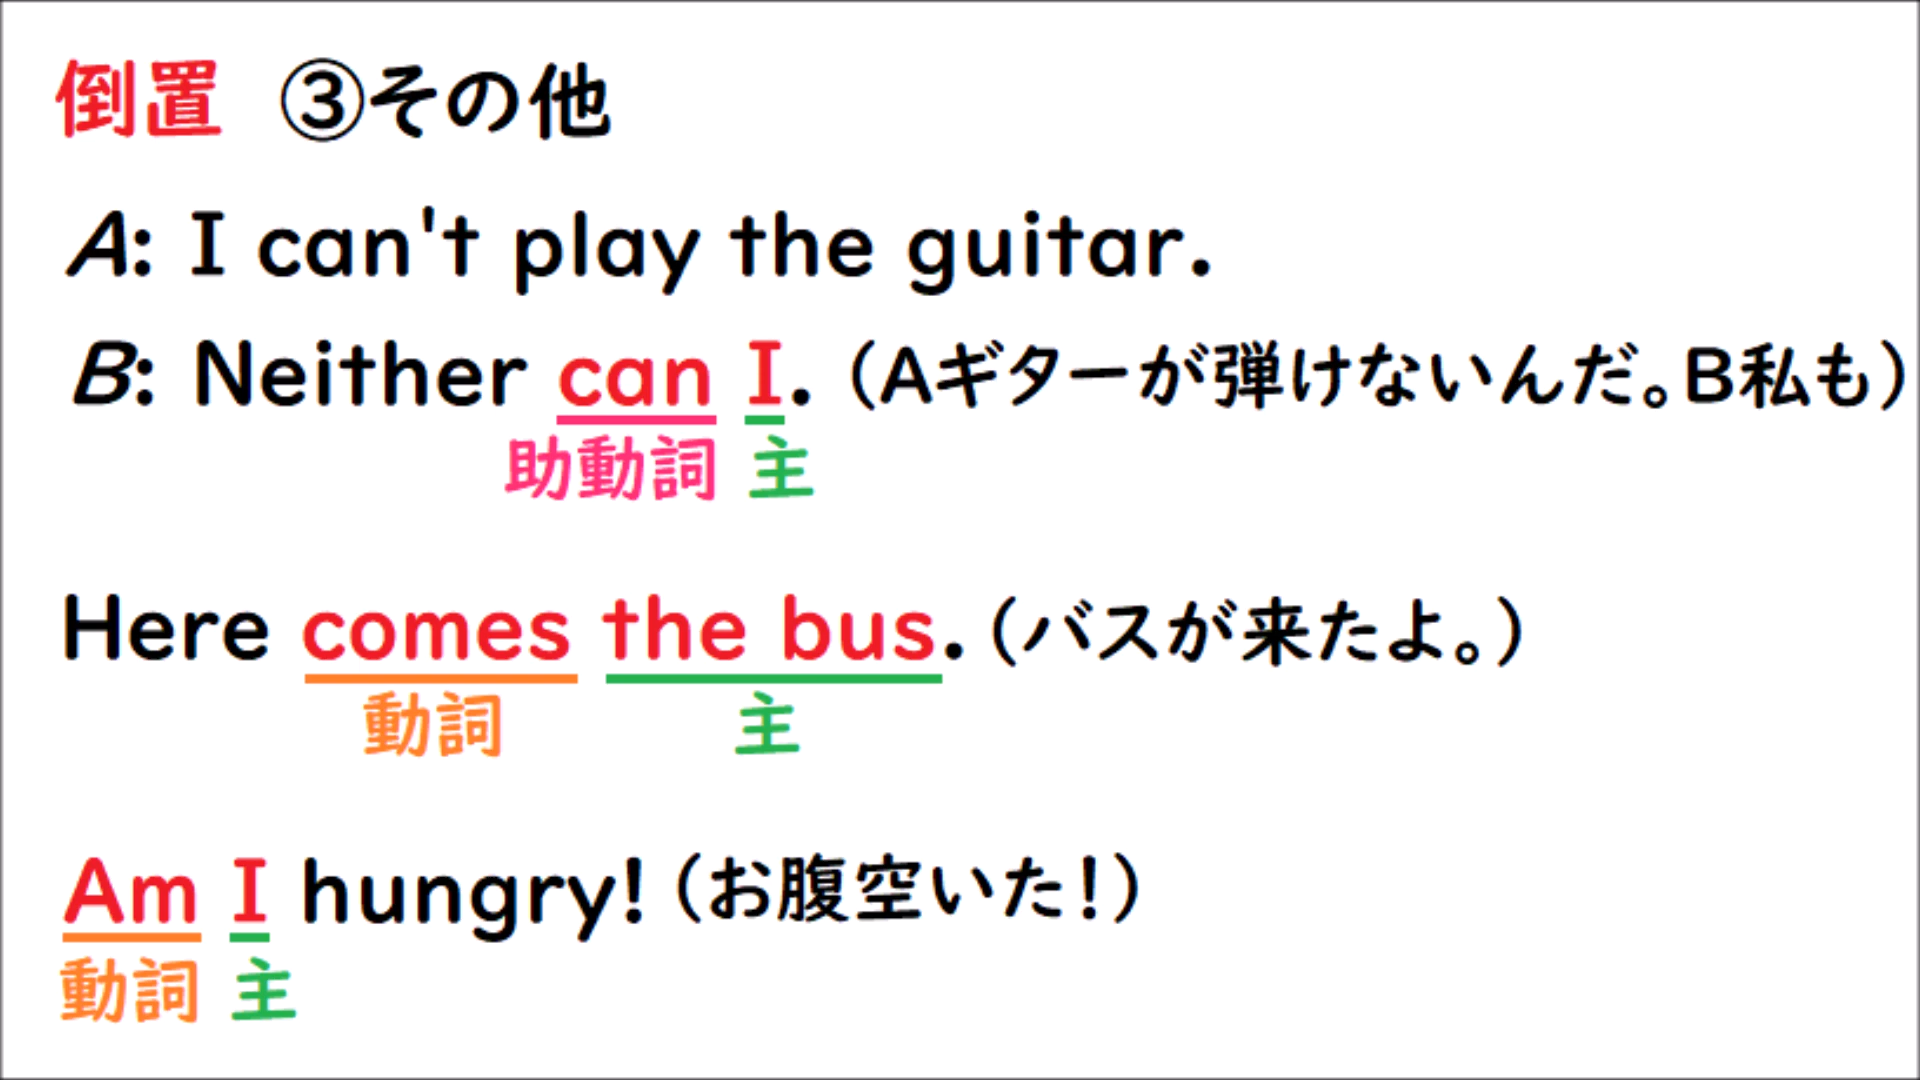 倒置 ③その他
A: I can't play the guitar.
B: Neither can I. （Aギターが弾けないんだ。B私も）
助動詞 主
Here comes the bus.（バスが来たよ。）
動詞 主
Am I hungry!（お腹空いた！）
動詞 主